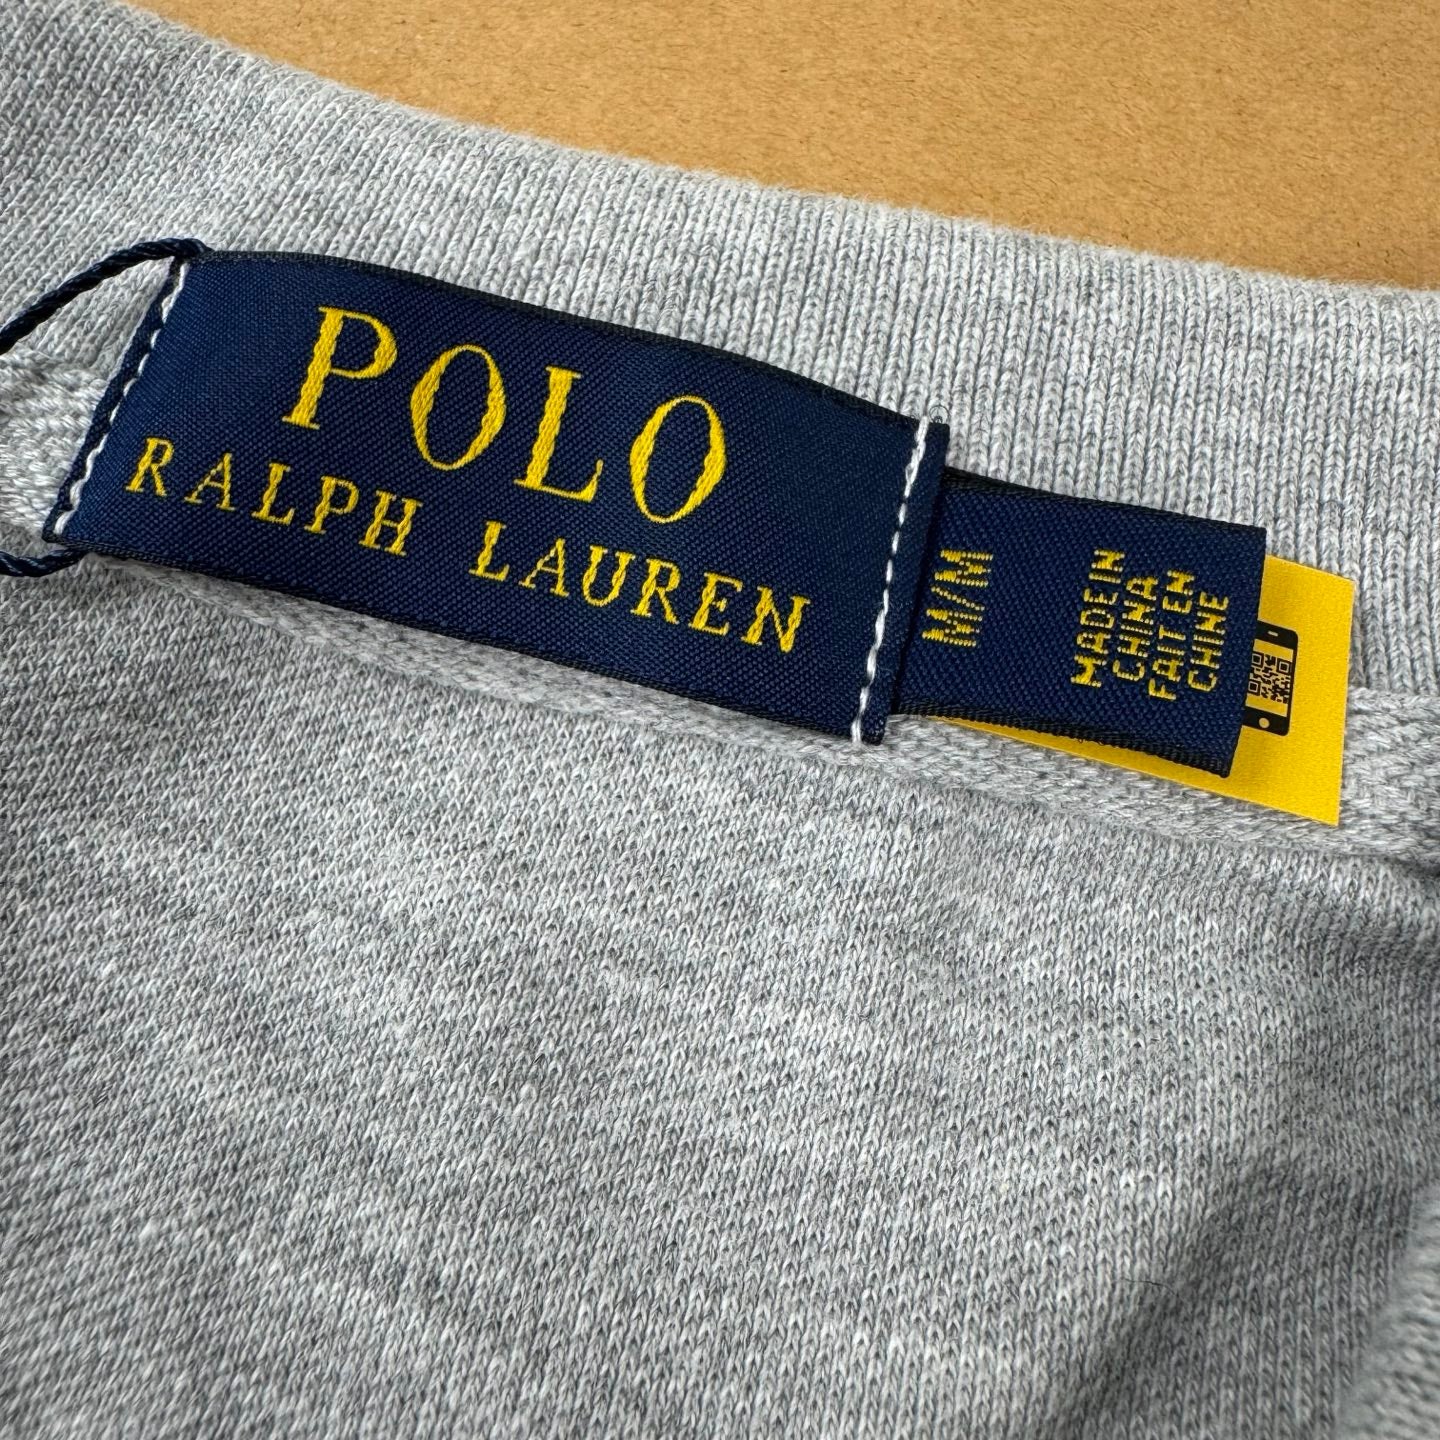 POLO
RALPH LAUREN
M/M
MADE IN
CHINA
FAIT EN
CHINE